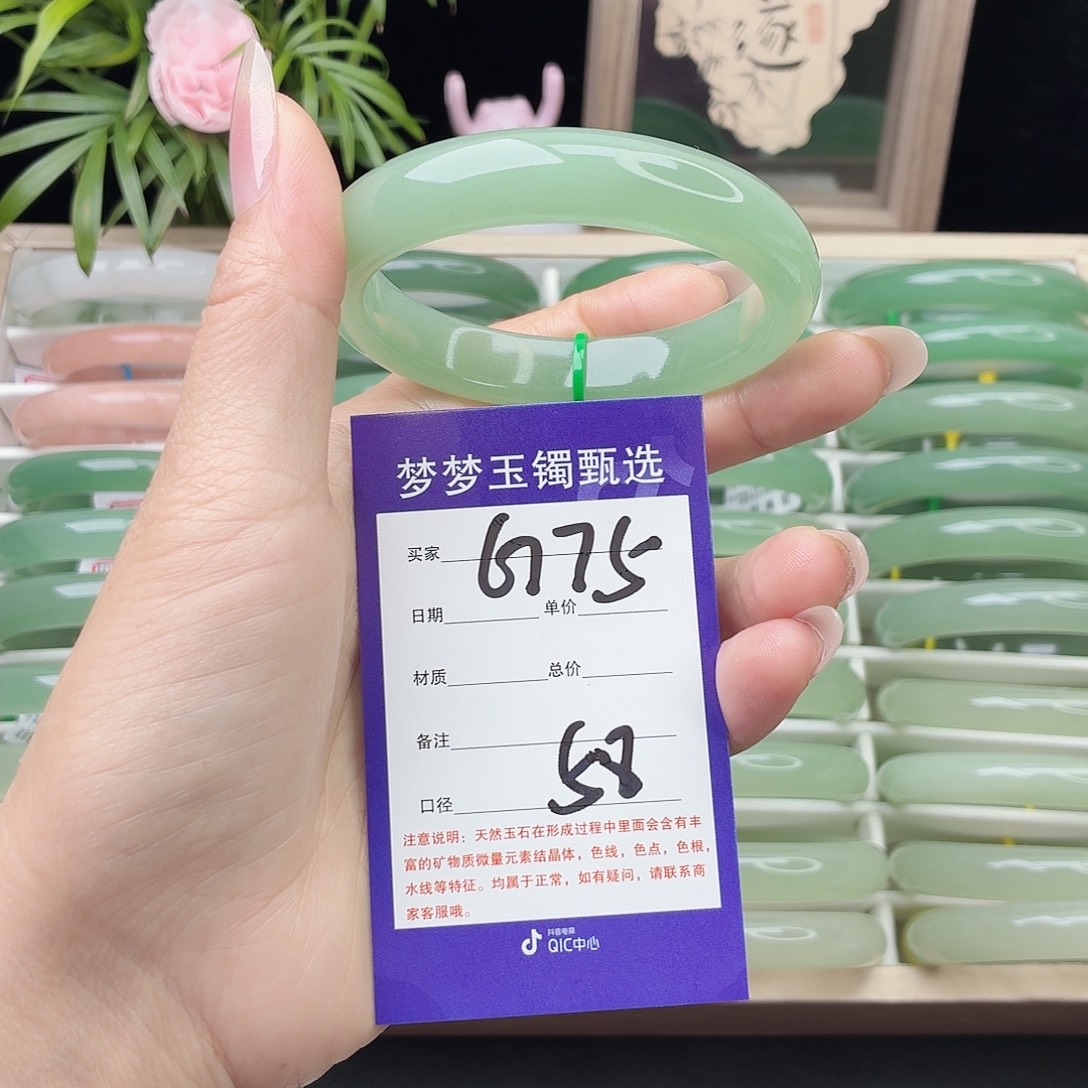 梦梦玉镯甄选
买家 6775
日期 单价
材质 总价
备注
口径 58
注意说明：天然玉石在形成过程中里面会含有丰
富的矿物质微量元素结晶体，色线，色点，色根，
水线等特征。均属于正常，如有疑问，请联系商
家客服哦。
抖音电商
QIC中心